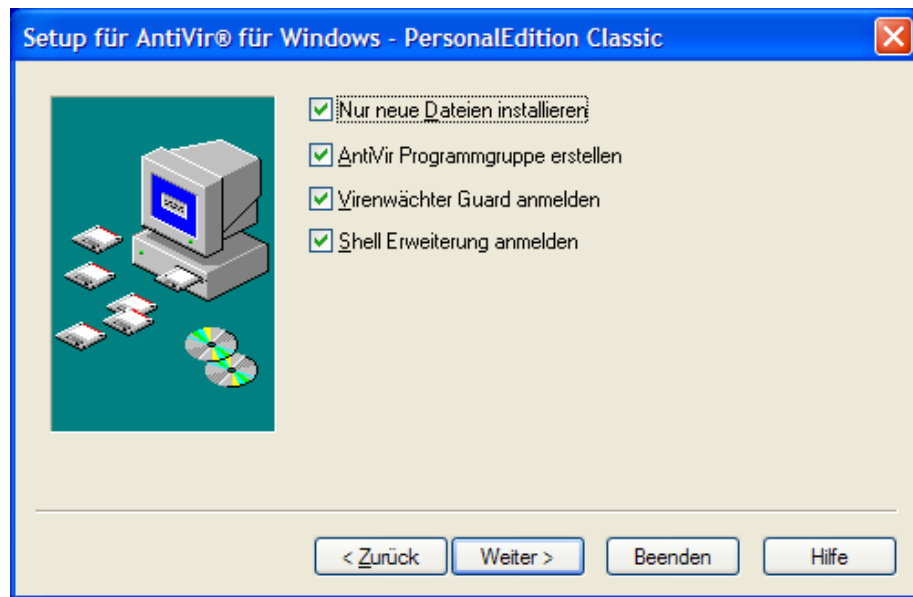 Setup für AntiVir® für Windows - PersonalEdition Classic
Nur neue Dateien installieren
AntiVir Programmgruppe erstellen
Virenwächter Guard anmelden
Shell Erweiterung anmelden
< Zurück
Weiter >
Beenden
Hilfe